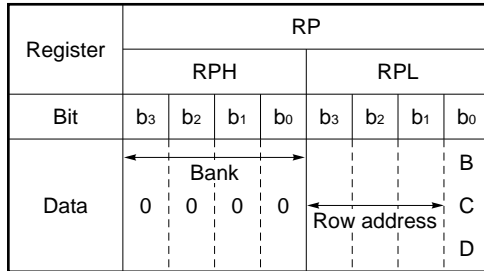 RP
Register
RPH RPL
Bit b3 b2 b1 b0 b3 b2 b1 b0
B
Bank
Data 0 0 0 0 C
Row address
D